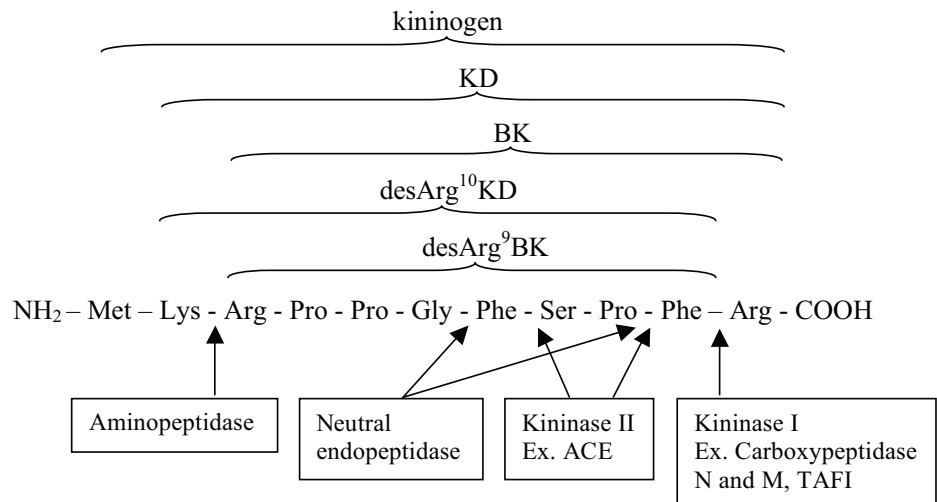 kininogen
KD
BK
desArg¹⁰KD
desArg⁹BK
NH₂ – Met – Lys - Arg - Pro - Pro - Gly - Phe - Ser - Pro - Phe – Arg - COOH
Aminopeptidase
Neutral
endopeptidase
Kininase II
Ex. ACE
Kininase I
Ex. Carboxypeptidase
N and M, TAFI